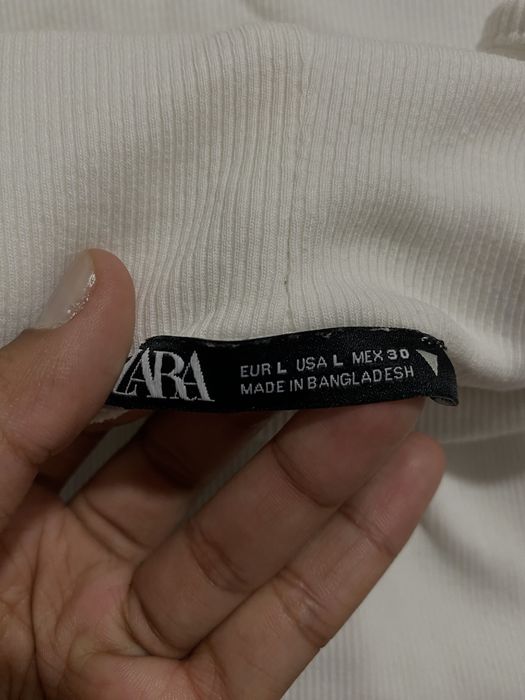 ZARA
EUR L USA L MEX 30
MADE IN BANGLADESH